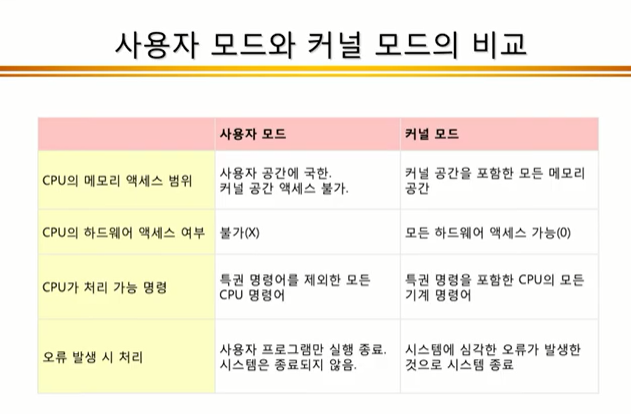 사용자 모드와 커널 모드의 비교
사용자 모드
커널 모드
CPU의 메모리 액세스 범위
사용자 공간에 국한.
커널 공간 액세스 불가.
커널 공간을 포함한 모든 메모리
공간
CPU의 하드웨어 액세스 여부
불가(X)
모든 하드웨어 액세스 가능(0)
CPU가 처리 가능 명령
특권 명령어를 제외한 모든
CPU 명령어
특권 명령을 포함한 CPU의 모든
기계 명령어
오류 발생 시 처리
사용자 프로그램만 실행 종료.
시스템은 종료되지 않음.
시스템에 심각한 오류가 발생한
것으로 시스템 종료